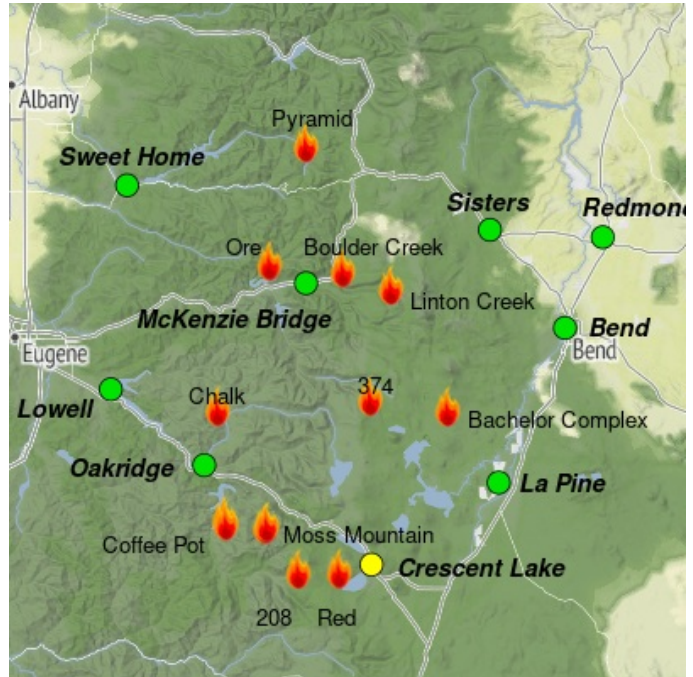 Albany
Pyramid
Sweet Home
Sisters
Redmond
Ore
Boulder Creek
Linton Creek
McKenzie Bridge
Bend
Bend
Eugene
Lowell
Chalk
374
Bachelor Complex
Oakridge
La Pine
Coffee Pot
Moss Mountain
Crescent Lake
208
Red